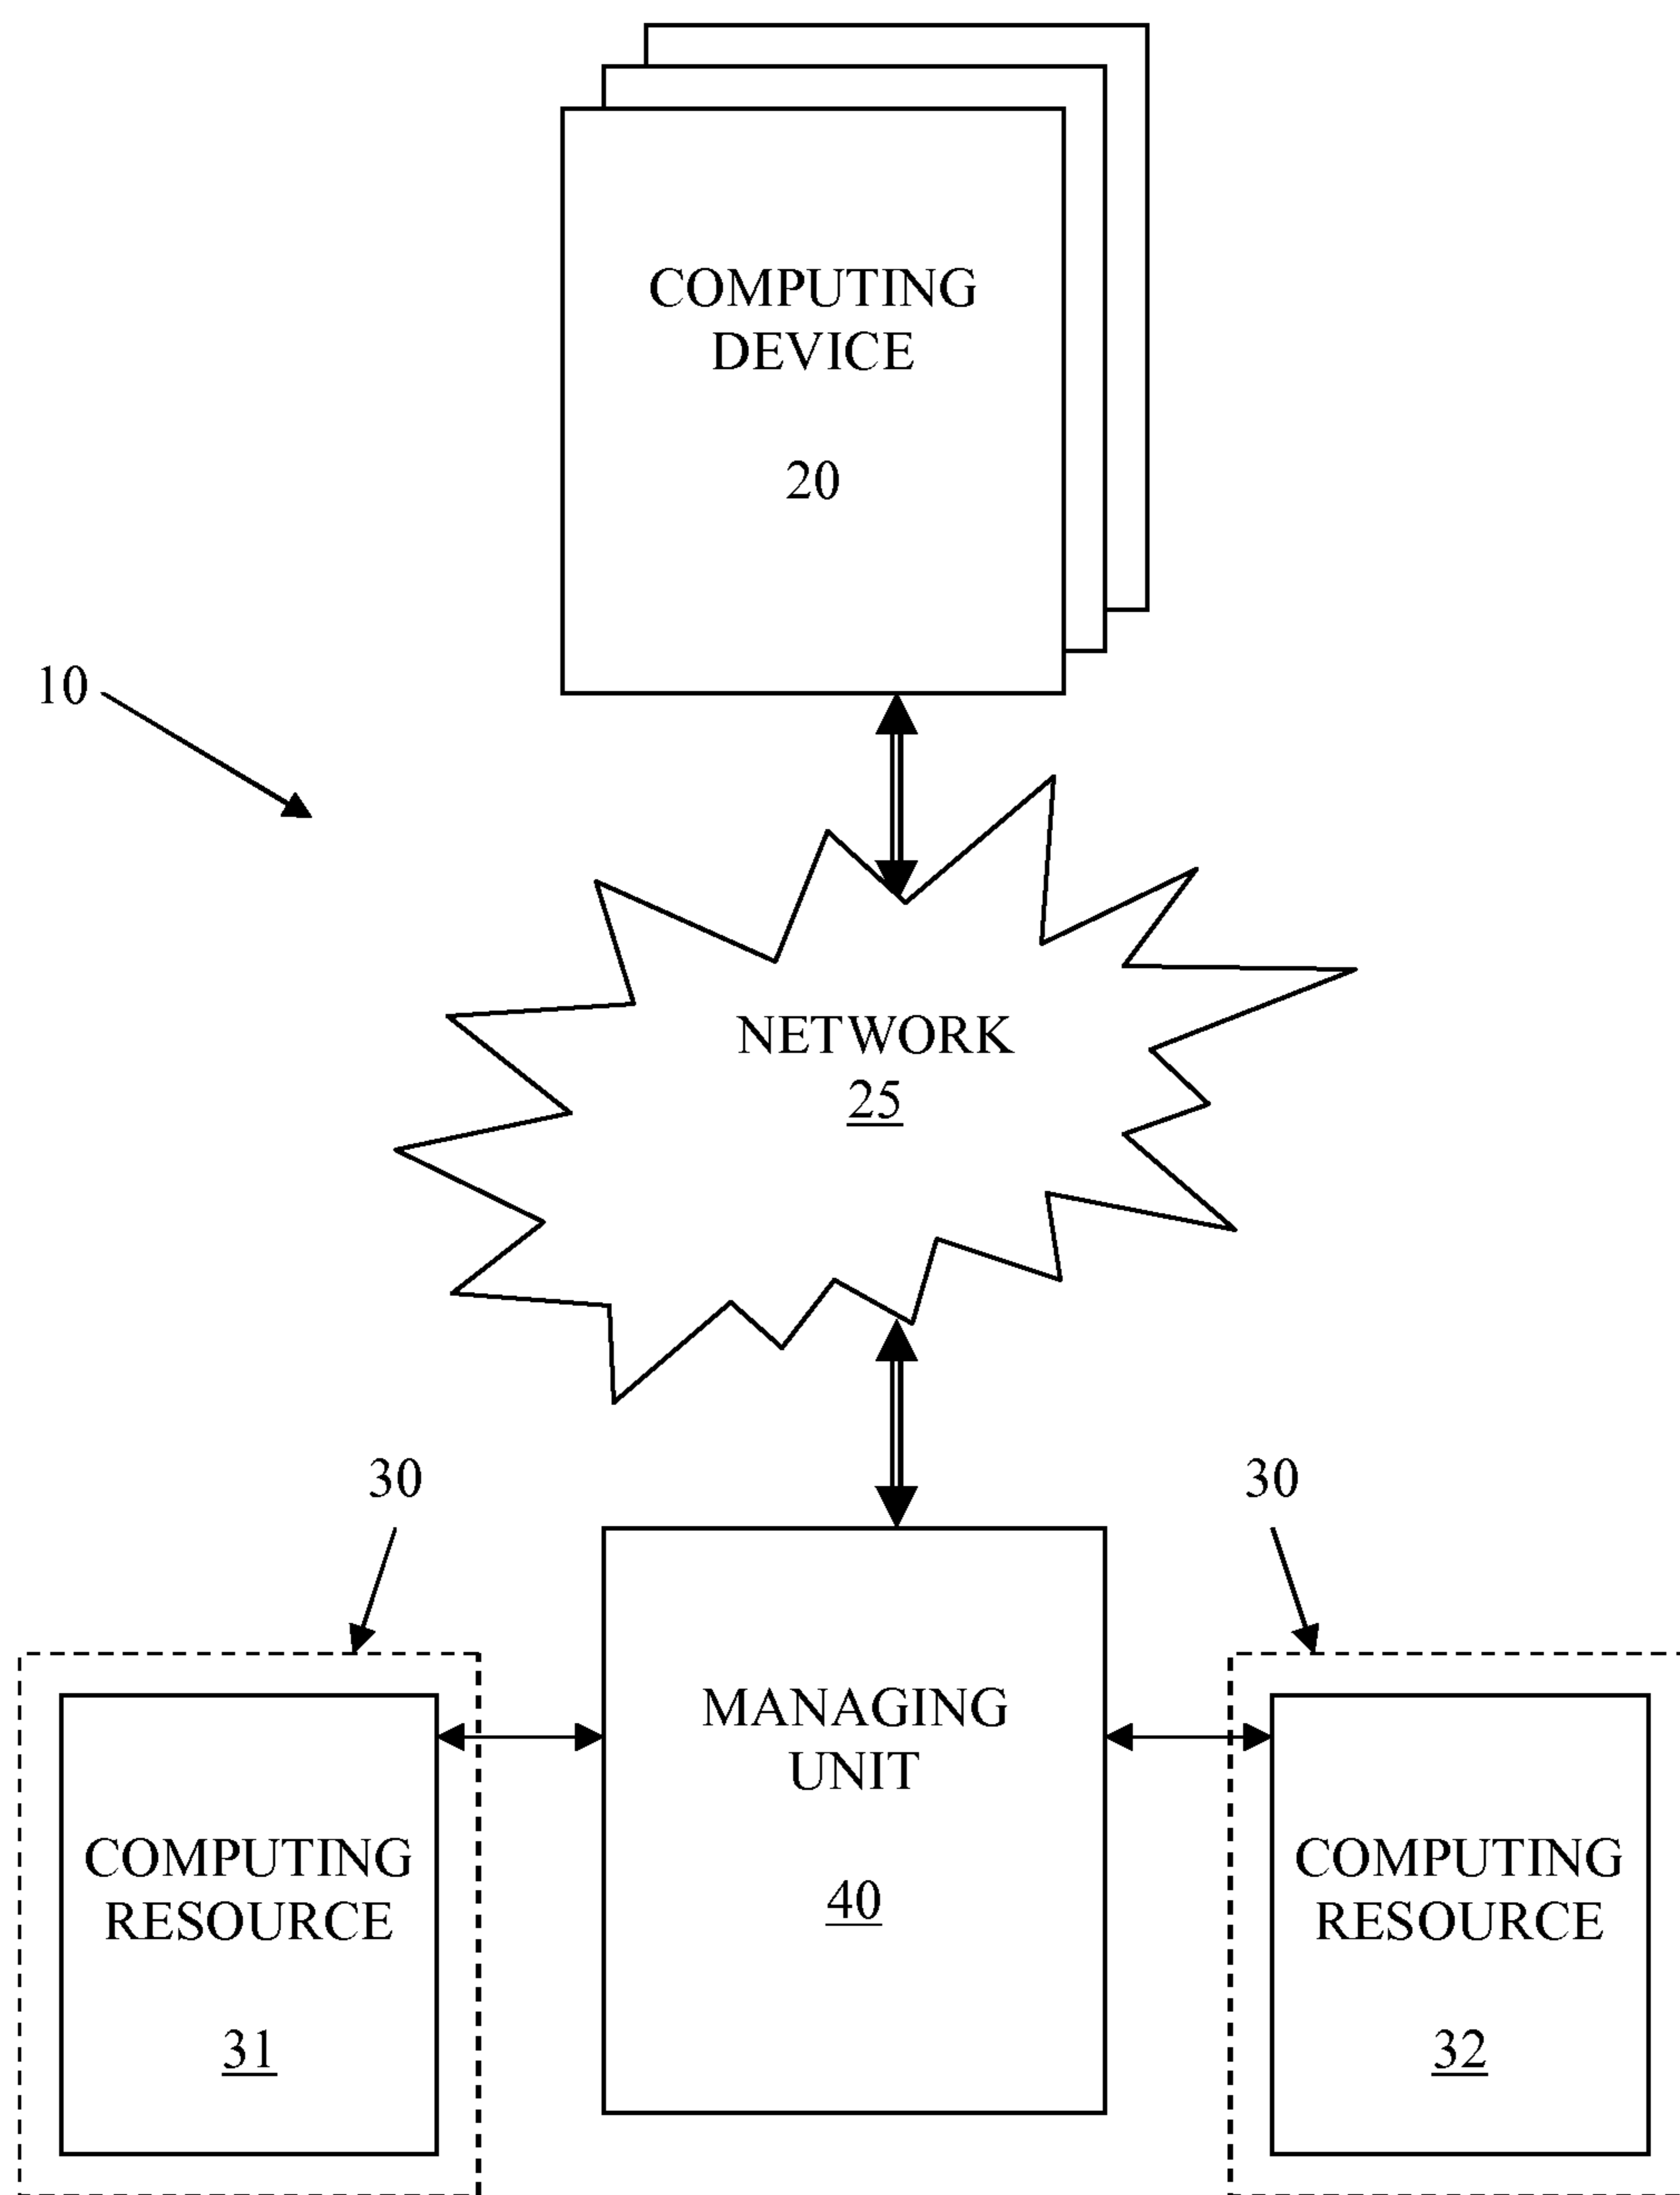 COMPUTING
DEVICE
20
10
NETWORK
25
30
30
MANAGING
UNIT
40
COMPUTING
RESOURCE
31
COMPUTING
RESOURCE
32